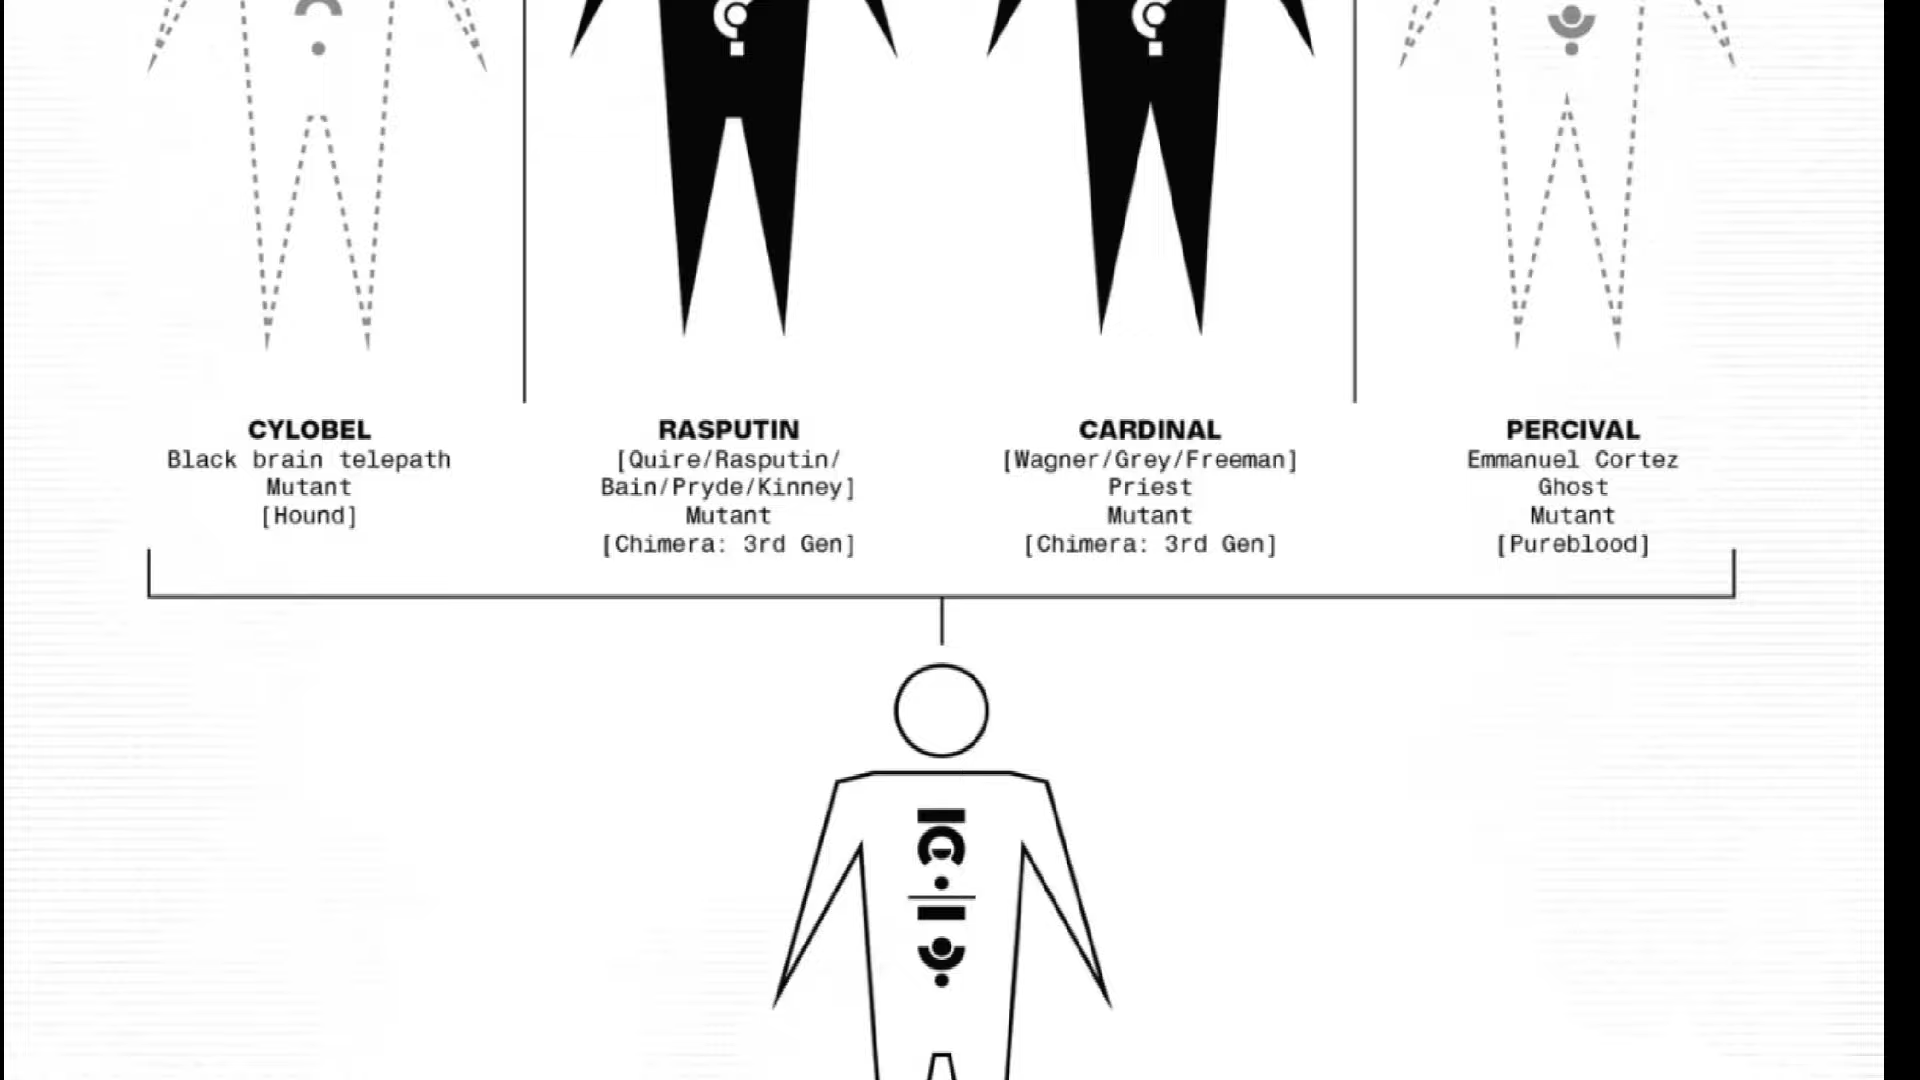 CYLOBEL
Black brain telepath
Mutant
[Hound]
RASPUTIN
[Quire/Rasputin/
Bain/Pryde/Kinney]
Mutant
[Chimera: 3rd Gen]
CARDINAL
[Wagner/Grey/Freeman]
Priest
Mutant
[Chimera: 3rd Gen]
PERCIVAL
Emmanuel Cortez
Ghost
Mutant
[Pureblood]